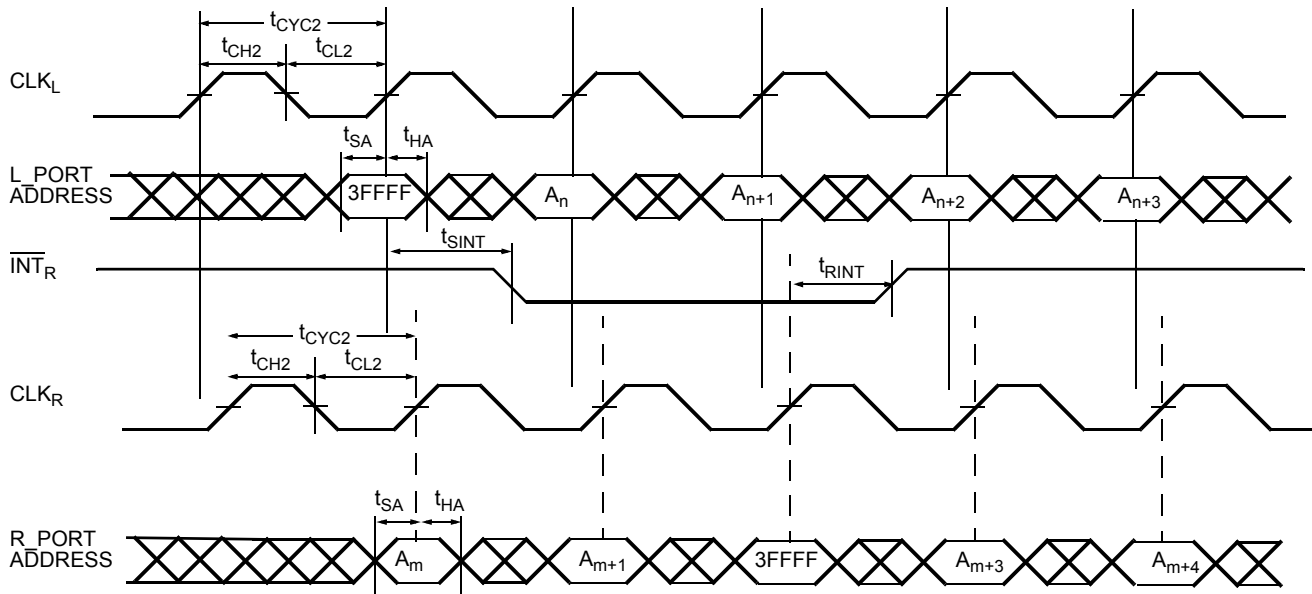 tCYC2
tCH2 tCL2
CLKL
tSA tHA
L_PORT
ADDRESS
3FFFF An An+1 An+2 An+3
tSINT
INTR
tRINT
tCYC2
tCH2 tCL2
CLKR
tSA tHA
R_PORT
ADDRESS
Am Am+1 3FFFF Am+3 Am+4